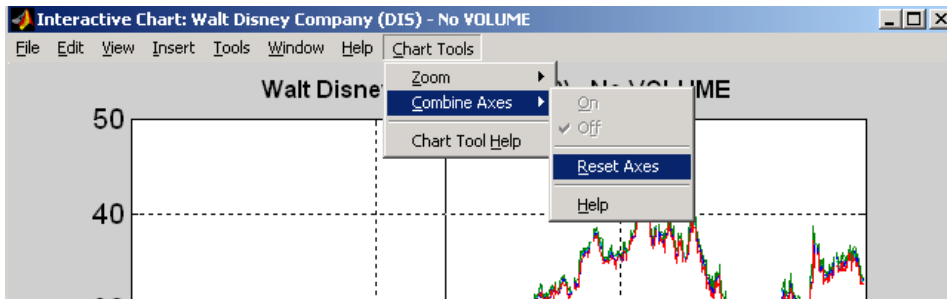 Interactive Chart: Walt Disney Company (DIS) - No VOLUME
File Edit View Insert Tools Window Help Chart Tools
Walt Disne ME
Zoom
Combine Axes
Chart Tool Help
On
Off
Reset Axes
Help
50
40